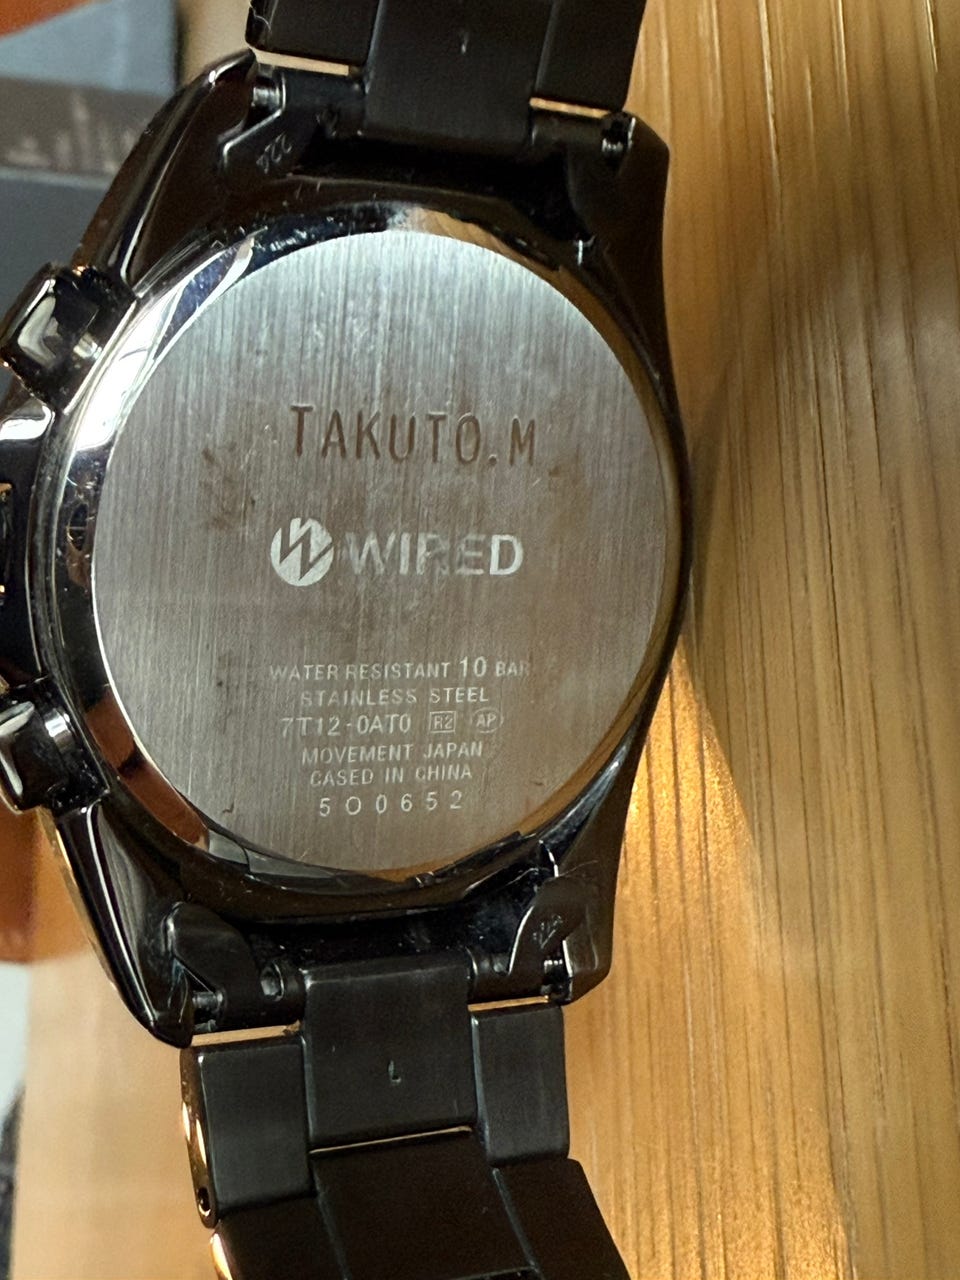 TAKUTO.M
WIRED
WATER RESISTANT 10 BAR
STAINLESS STEEL
7T12-0AT0 R2 AP
MOVEMENT JAPAN
CASED IN CHINA
500652